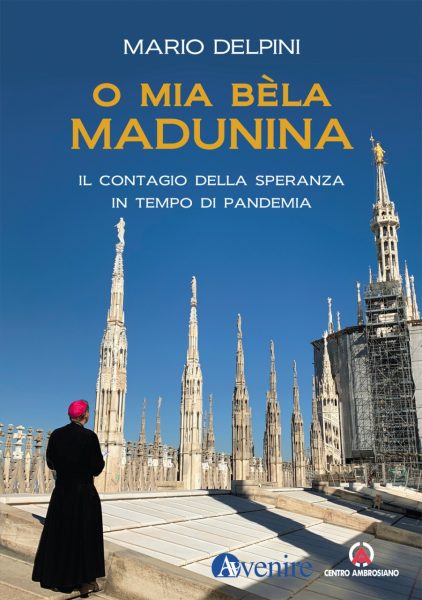 MARIO DELPINI
O MIA BÈLA
MADUNINA
IL CONTAGIO DELLA SPERANZA
IN TEMPO DI PANDEMIA
Avvenire
CENTRO AMBROSIANO